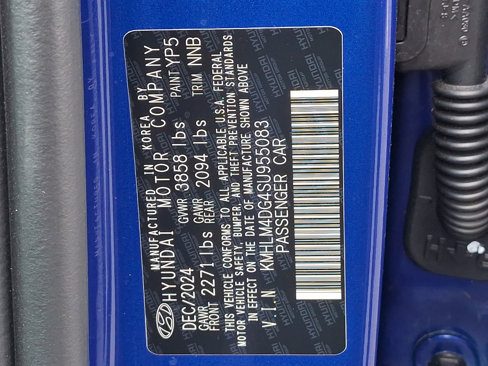 MANUFACTURED IN KOREA BY
HYUNDAI MOTOR COMPANY
DEC/2024 GVWR 3858 lbs PAINT YP5
GAWR FRONT 2271 lbs GAWR REAR 2094 lbs TRIM NNB
THIS VEHICLE CONFORMS TO ALL APPLICABLE U.S.A. FEDERAL
MOTOR VEHICLE SAFETY, BUMPER, AND THEFT PREVENTION STANDARDS
IN EFFECT ON THE DATE OF MANUFACTURE SHOWN ABOVE
V.I.N KMHLM4DG4SU955083
PASSENGER CAR